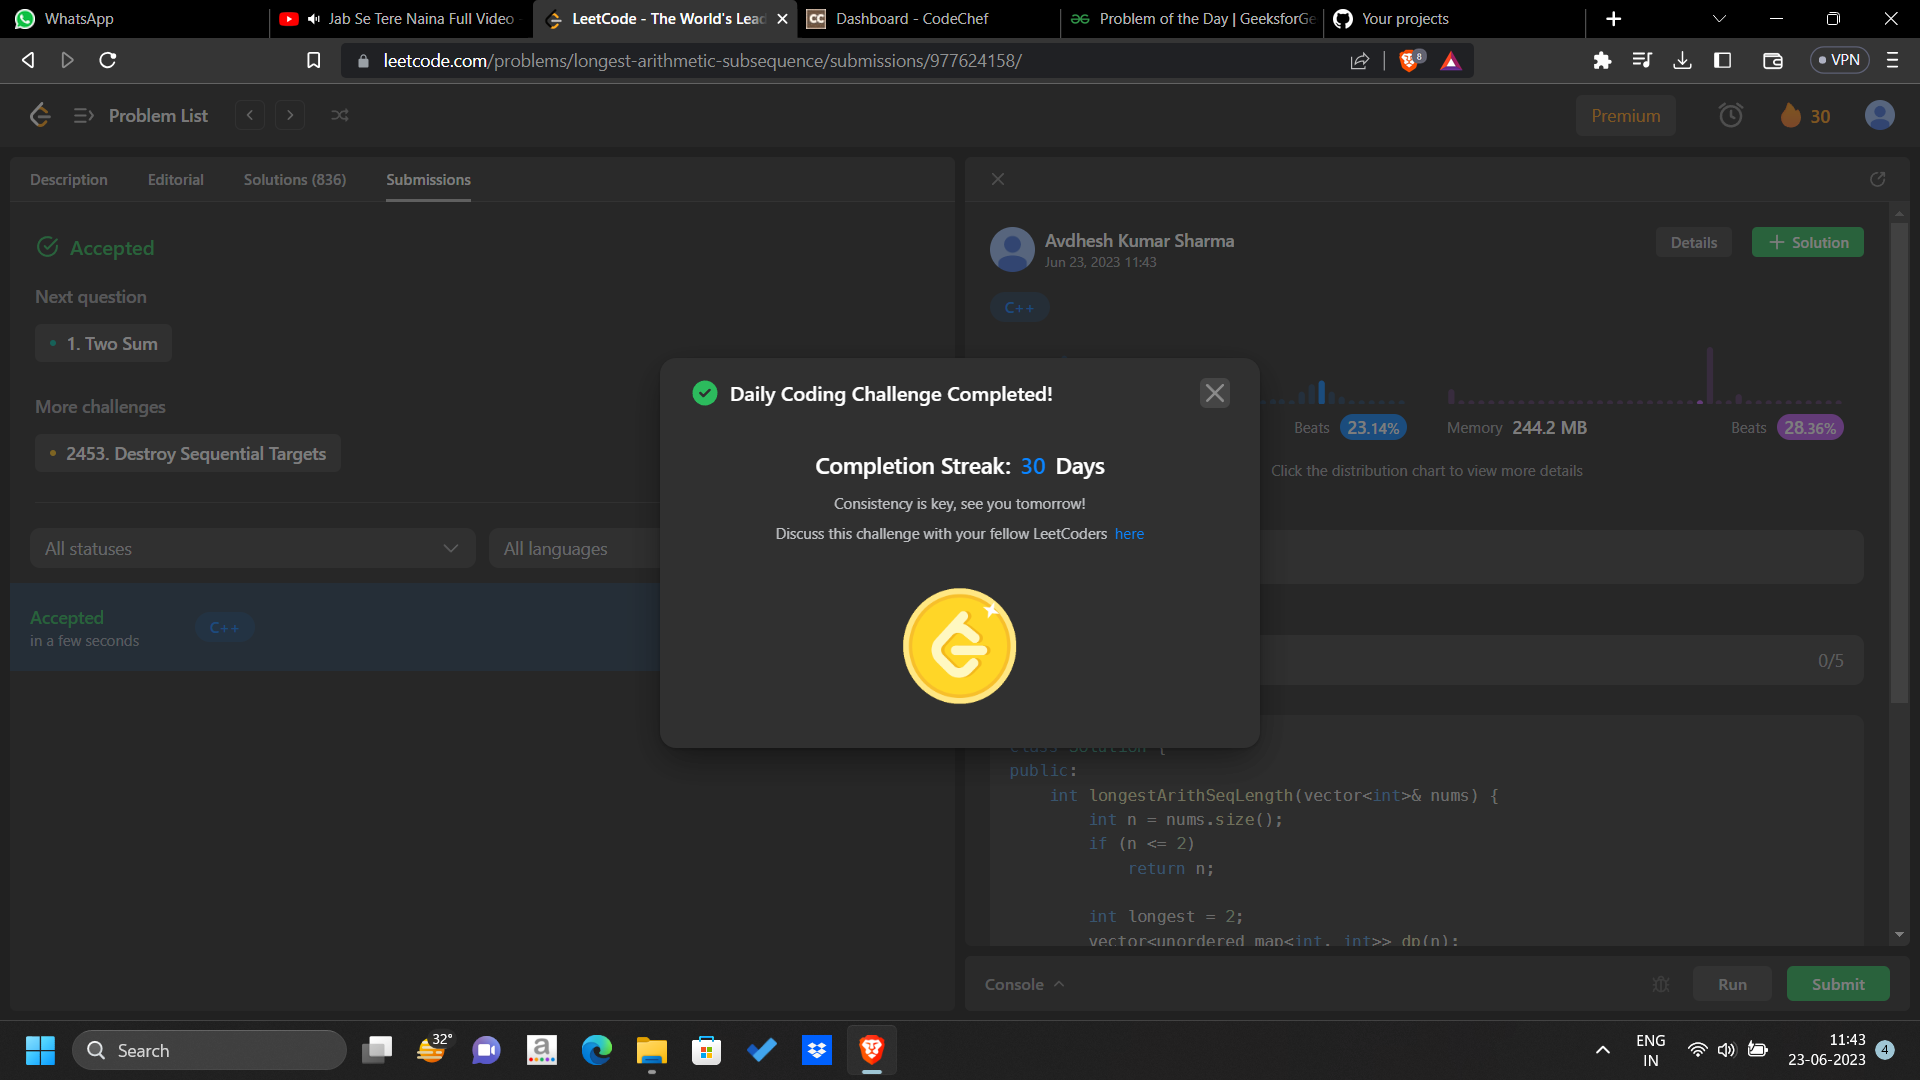 WhatsApp
Jab Se Tere Naina Full Video
LeetCode - The World's Lead
CC Dashboard - CodeChef
Problem of the Day | GeeksforGe
Your projects
leetcode.com/problems/longest-arithmetic-subsequence/submissions/977624158/
8
VPN
Problem List
Premium
30
Description
Editorial
Solutions (836)
Submissions
Accepted
Next question
1. Two Sum
More challenges
2453. Destroy Sequential Targets
All statuses
All languages
Accepted
in a few seconds
C++
Avdhesh Kumar Sharma
Jun 23, 2023 11:43
Details
+ Solution
C++
Beats 23.14%
Memory 244.2 MB
Beats 28.36%
Click the distribution chart to view more details
Daily Coding Challenge Completed!
Completion Streak: 30 Days
Consistency is key, see you tomorrow!
Discuss this challenge with your fellow LeetCoders here
0/5
class Solution {
public:
int longestArithSeqLength(vector<int>& nums) {
int n = nums.size();
if (n <= 2)
return n;
int longest = 2;
vector<unordered_map<int, int>> dp(n);
Console
Run
Submit
Search
32°
a
ENG
IN
11:43
23-06-2023
4